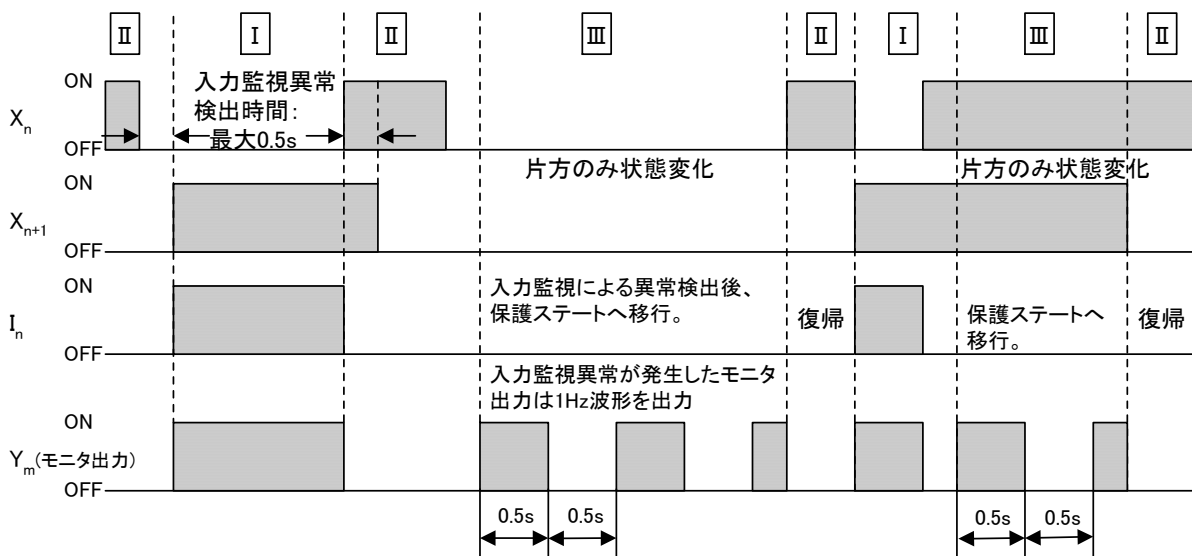 Ⅱ
Ⅰ
Ⅱ
Ⅲ
Ⅱ
Ⅰ
Ⅲ
Ⅱ
ON
入力監視異常
検出時間：
最大0.5s
Xn
OFF
片方のみ状態変化
片方のみ状態変化
ON
Xn+1
OFF
ON
入力監視による異常検出後、
保護ステートへ移行。
復帰
保護ステートへ
移行。
復帰
In
OFF
入力監視異常が発生したモニタ
出力は1Hz波形を出力
ON
Ym(モニタ出力)
OFF
0.5s
0.5s
0.5s
0.5s